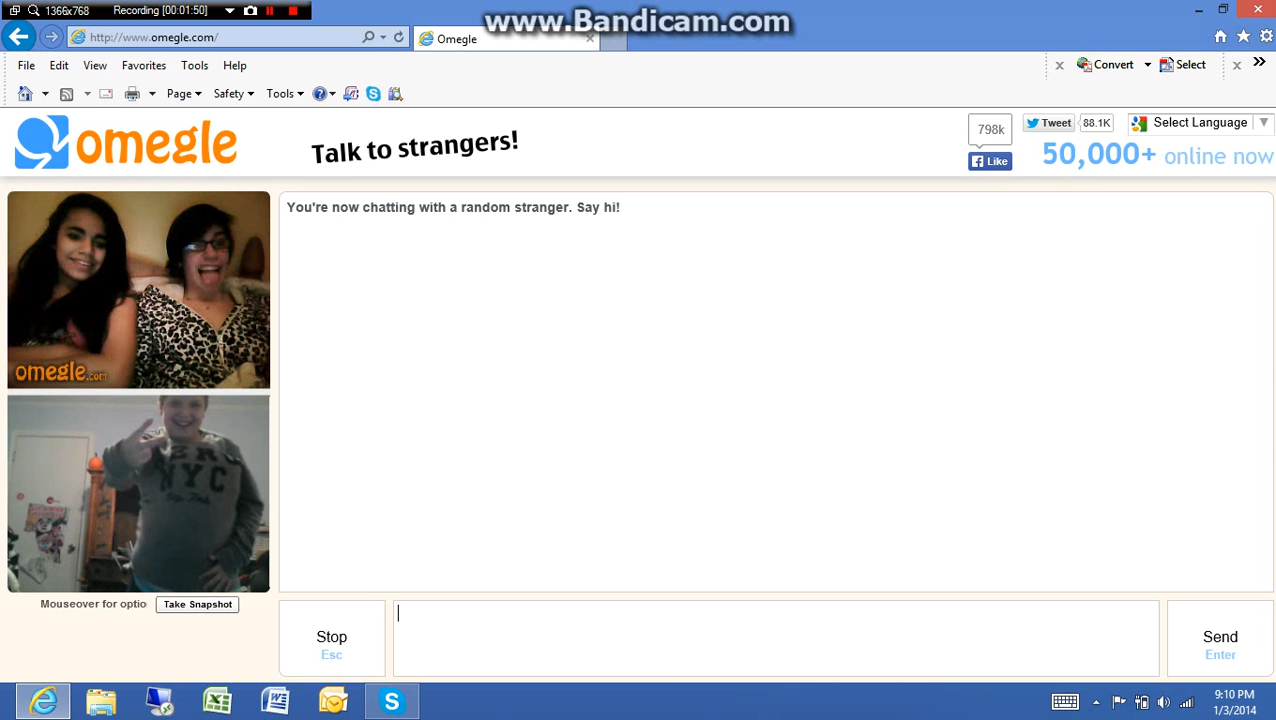 1366x768 Recording [00:01:50]
www.Bandicam.com
http://www.omegle.com/
Omegle
File Edit View Favorites Tools Help
Convert Select
Page Safety Tools
omegle
Talk to strangers!
798k
Like
Tweet 88.1K
Select Language
50,000+ online now
You're now chatting with a random stranger. Say hi!
omegle.com
NYC
Mouseover for optio Take Snapshot
Stop
Esc
Send
Enter
9:10 PM
1/3/2014